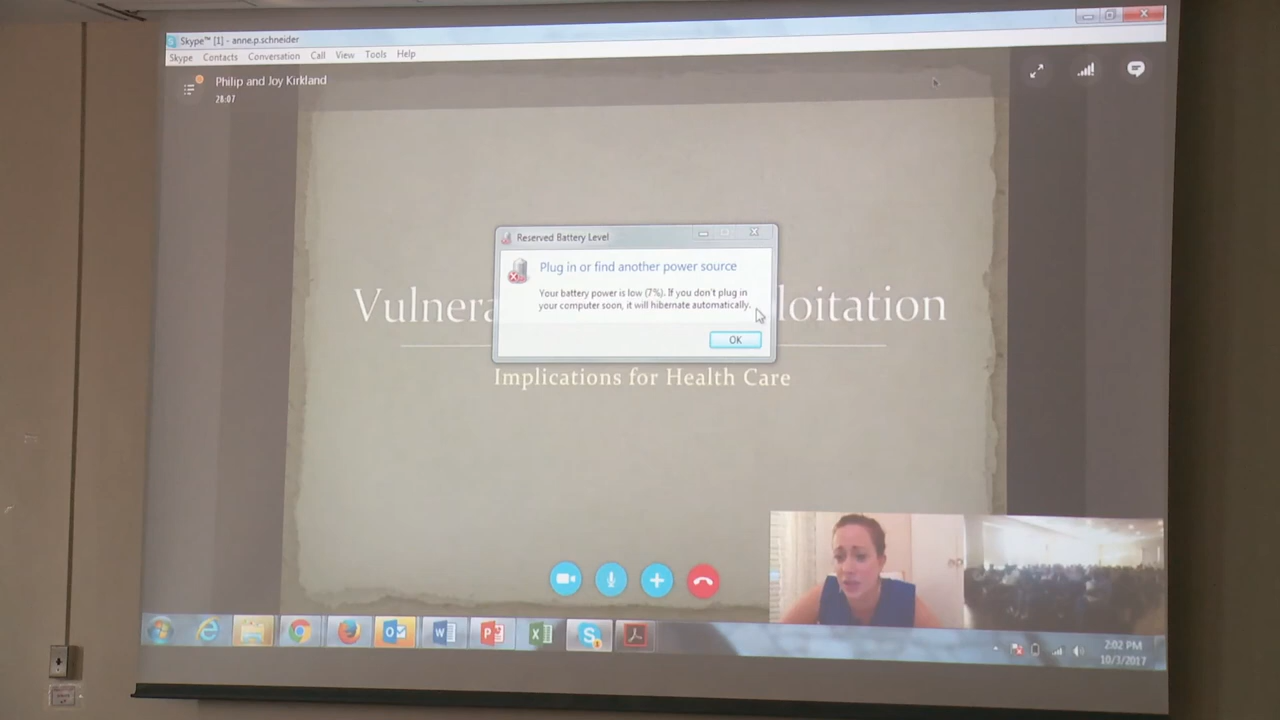 Skype™ [1] - anne.p.schneider
Skype Contacts Conversation Call View Tools Help
Philip and Joy Kirkland
28:07
Reserved Battery Level
Plug in or find another power source
Your battery power is low (7%). If you don't plug in
your computer soon, it will hibernate automatically.
OK
Vulnera loitation
Implications for Health Care
2:02 PM
10/3/2017